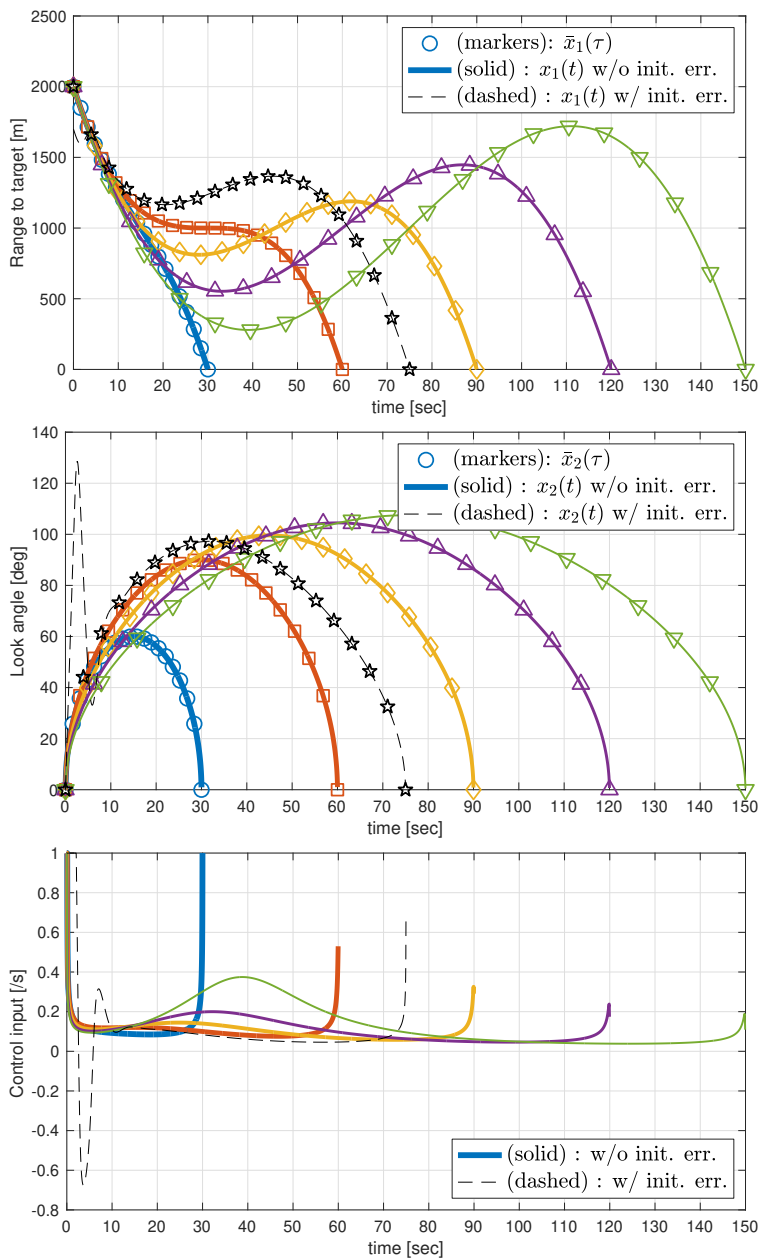 (markers): x̄₁(τ)
(solid) : x₁(t) w/o init. err.
(dashed) : x₁(t) w/ init. err.
Range to target [m]
2500
2000
1500
1000
500
0
0 10 20 30 40 50 60 70 80 90 100 110 120 130 140 150
time [sec]
(markers): x̄₂(τ)
(solid) : x₂(t) w/o init. err.
(dashed) : x₂(t) w/ init. err.
Look angle [deg]
140
120
100
80
60
40
20
0
0 10 20 30 40 50 60 70 80 90 100 110 120 130 140 150
time [sec]
Control input [/s]
1
0.8
0.6
0.4
0.2
0
-0.2
-0.4
-0.6
-0.8
(solid) : w/o init. err.
(dashed) : w/ init. err.
0 10 20 30 40 50 60 70 80 90 100 110 120 130 140 150
time [sec]